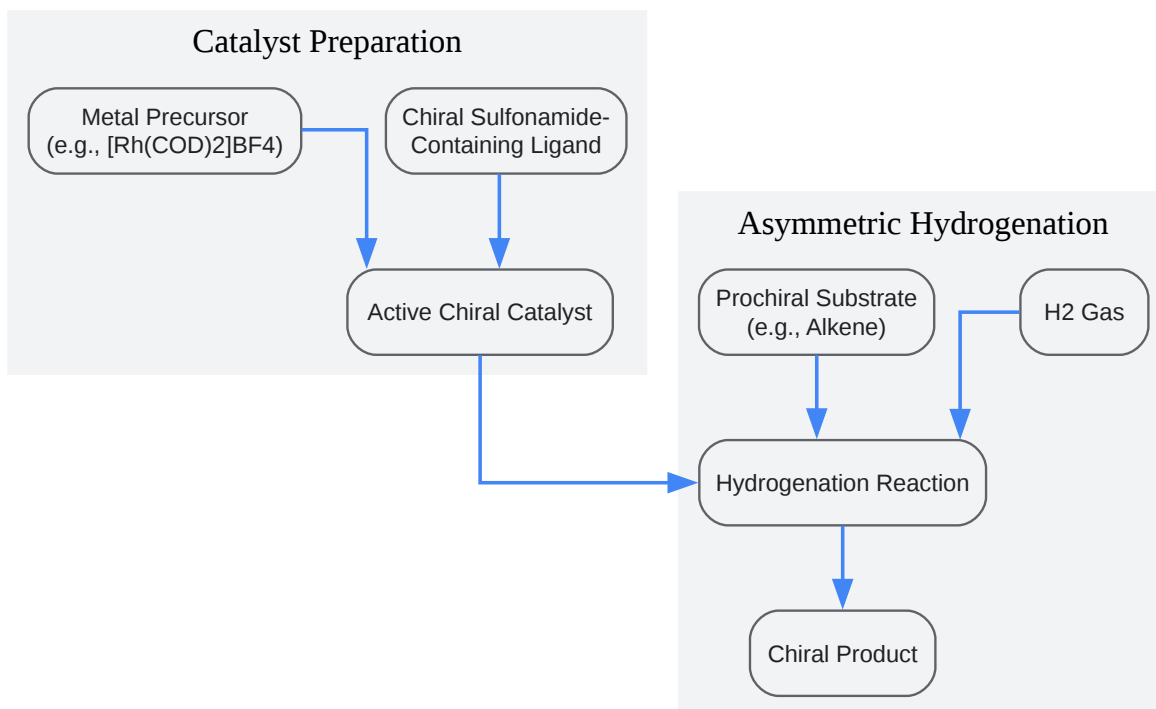 Catalyst Preparation
Metal Precursor
(e.g., [Rh(COD)2]BF4)
Chiral Sulfonamide-
Containing Ligand
Active Chiral Catalyst
Asymmetric Hydrogenation
Prochiral Substrate
(e.g., Alkene)
H2 Gas
Hydrogenation Reaction
Chiral Product